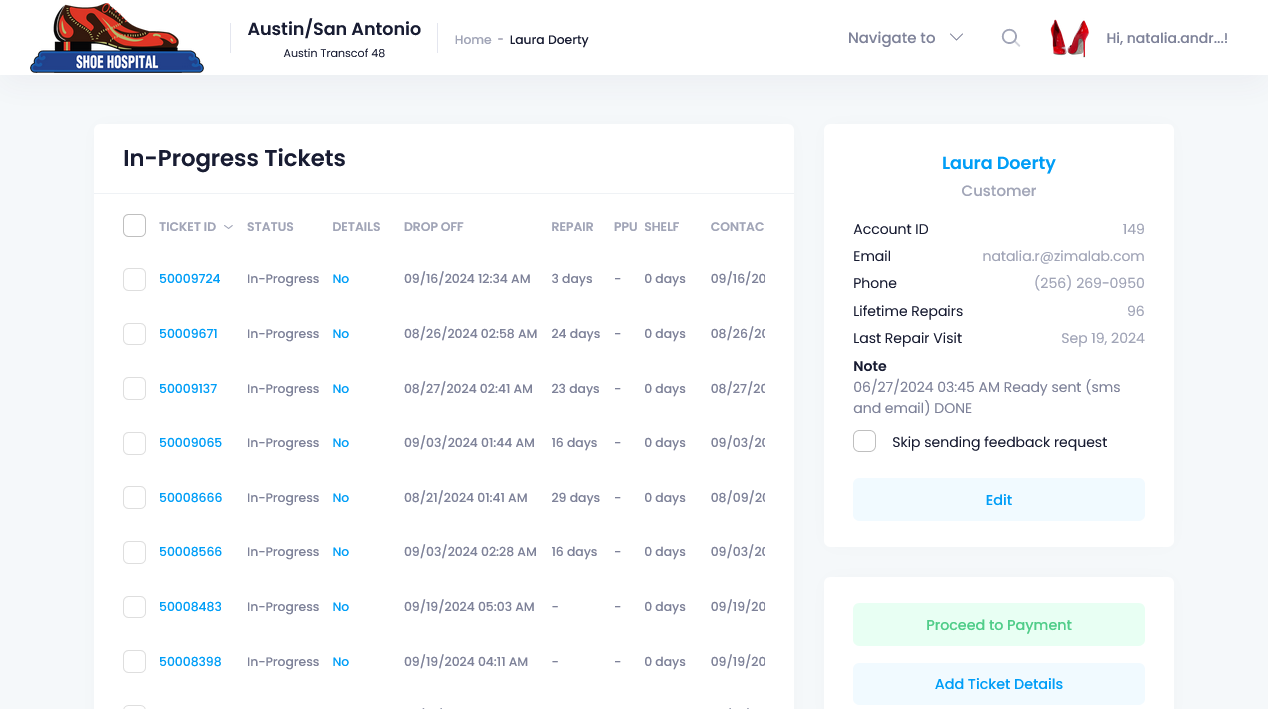 SHOE HOSPITAL
Austin/San Antonio
Austin Transcof 48
Home - Laura Doerty
Navigate to
Hi, natalia.andr...!
In-Progress Tickets
TICKET ID STATUS DETAILS DROP OFF REPAIR PPU SHELF CONTAC
50009724 In-Progress No 09/16/2024 12:34 AM 3 days - 0 days 09/16/20
50009671 In-Progress No 08/26/2024 02:58 AM 24 days - 0 days 08/26/20
50009137 In-Progress No 08/27/2024 02:41 AM 23 days - 0 days 08/27/20
50009065 In-Progress No 09/03/2024 01:44 AM 16 days - 0 days 09/03/20
50008666 In-Progress No 08/21/2024 01:41 AM 29 days - 0 days 08/09/20
50008566 In-Progress No 09/03/2024 02:28 AM 16 days - 0 days 09/03/20
50008483 In-Progress No 09/19/2024 05:03 AM - - 0 days 09/19/20
50008398 In-Progress No 09/19/2024 04:11 AM - - 0 days 09/19/20
Laura Doerty
Customer
Account ID 149
Email natalia.r@zimalab.com
Phone (256) 269-0950
Lifetime Repairs 96
Last Repair Visit Sep 19, 2024
Note
06/27/2024 03:45 AM Ready sent (sms
and email) DONE
Skip sending feedback request
Edit
Proceed to Payment
Add Ticket Details